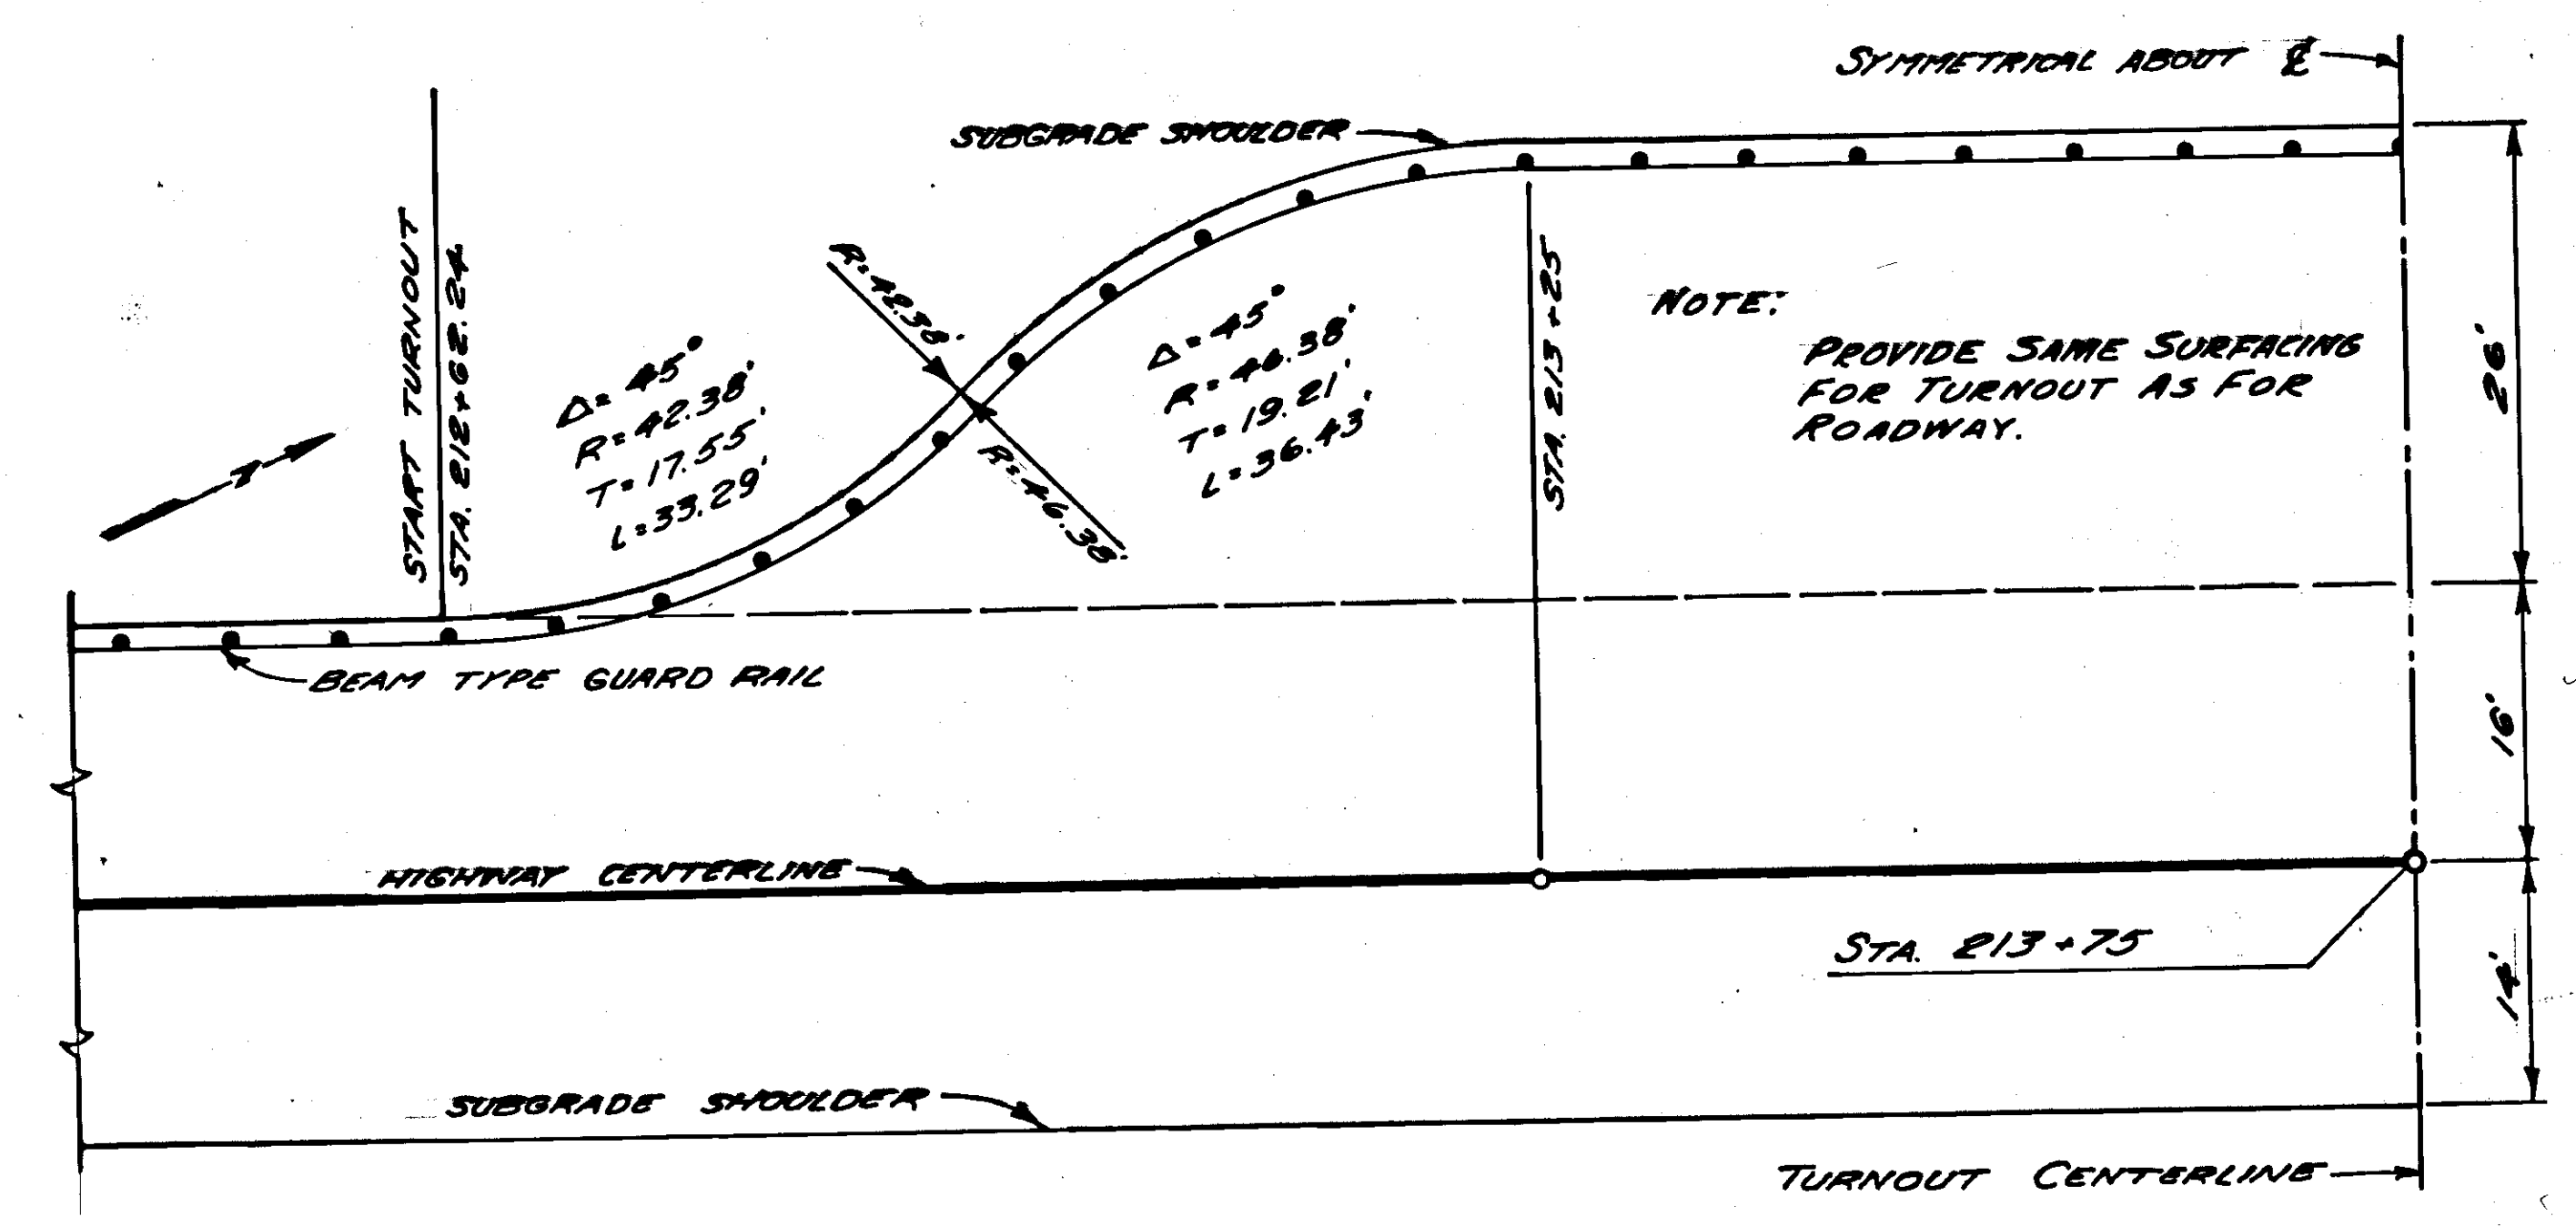 SYMMETRICAL ABOUT ℄
SUBGRADE SHOULDER
START TURNOUT
STA. 212+62.24
R=42.38'
Δ=45°
R=42.38'
T=17.55'
L=33.29'
Δ=45°
R=46.38'
T=19.21'
L=36.43'
R=46.38'
STA. 213+25
NOTE:
PROVIDE SAME SURFACING
FOR TURNOUT AS FOR
ROADWAY.
26'
BEAM TYPE GUARD RAIL
16'
HIGHWAY CENTERLINE
STA. 213+75
14'
SUBGRADE SHOULDER
TURNOUT CENTERLINE